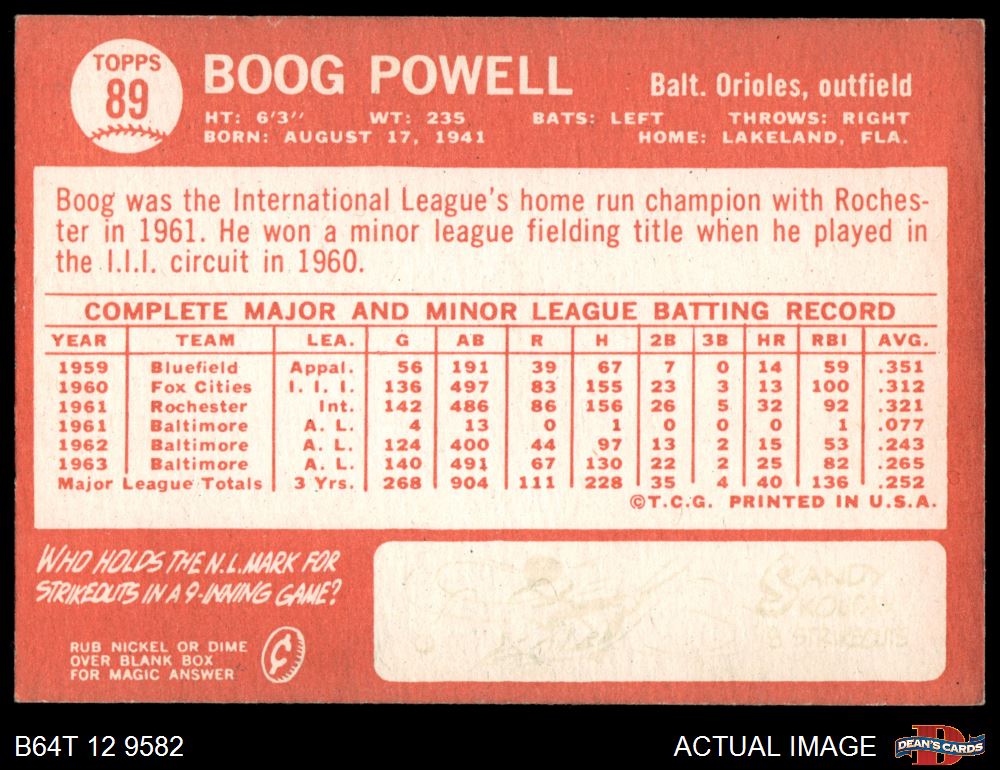 TOPPS
89
BOOG POWELL
Balt. Orioles, outfield
HT: 6'3'' WT: 235 BATS: LEFT THROWS: RIGHT
BORN: AUGUST 17, 1941 HOME: LAKELAND, FLA.
Boog was the International League's home run champion with Roches-
ter in 1961. He won a minor league fielding title when he played in
the I.I.I. circuit in 1960.
COMPLETE MAJOR AND MINOR LEAGUE BATTING RECORD
YEAR TEAM LEA. G AB R H 2B 3B HR RBI AVG.
1959 Bluefield Appal. 56 191 39 67 7 0 14 59 .351
1960 Fox Cities I. I. I. 136 497 83 155 23 3 13 100 .312
1961 Rochester Int. 142 486 86 156 26 5 32 92 .321
1961 Baltimore A. L. 4 13 0 1 0 0 0 1 .077
1962 Baltimore A. L. 124 400 44 97 13 2 15 53 .243
1963 Baltimore A. L. 140 491 67 130 22 2 25 82 .265
Major League Totals 3 Yrs. 268 904 111 228 35 4 40 136 .252
©T.C.G. PRINTED IN U.S.A.
WHO HOLDS THE N.L. MARK FOR
STRIKEOUTS IN A 9-INNING GAME?
RUB NICKEL OR DIME
OVER BLANK BOX
FOR MAGIC ANSWER
SANDY
STRIKEOUTS
B64T 12 9582
ACTUAL IMAGE
DEAN'S CARDS